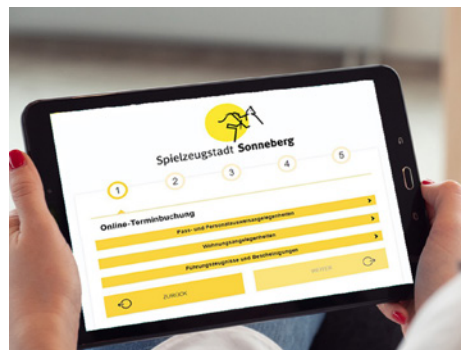 Spielzeugstadt Sonneberg
1 2 3 4 5
Online-Terminbuchung
Pass- und Personalausweisangelegenheiten
Wohnungsangelegenheiten
Führungszeugnisse und Bescheinigungen
ZURÜCK
WEITER